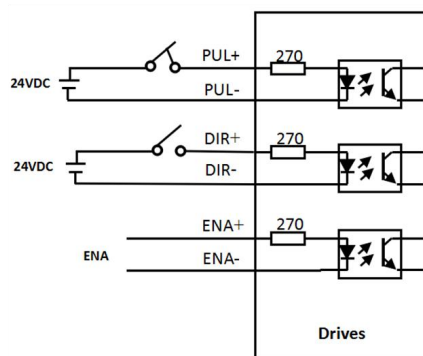 PUL+
270
24VDC
PUL-
DIR+
270
24VDC
DIR-
ENA+
270
ENA
ENA-
Drives